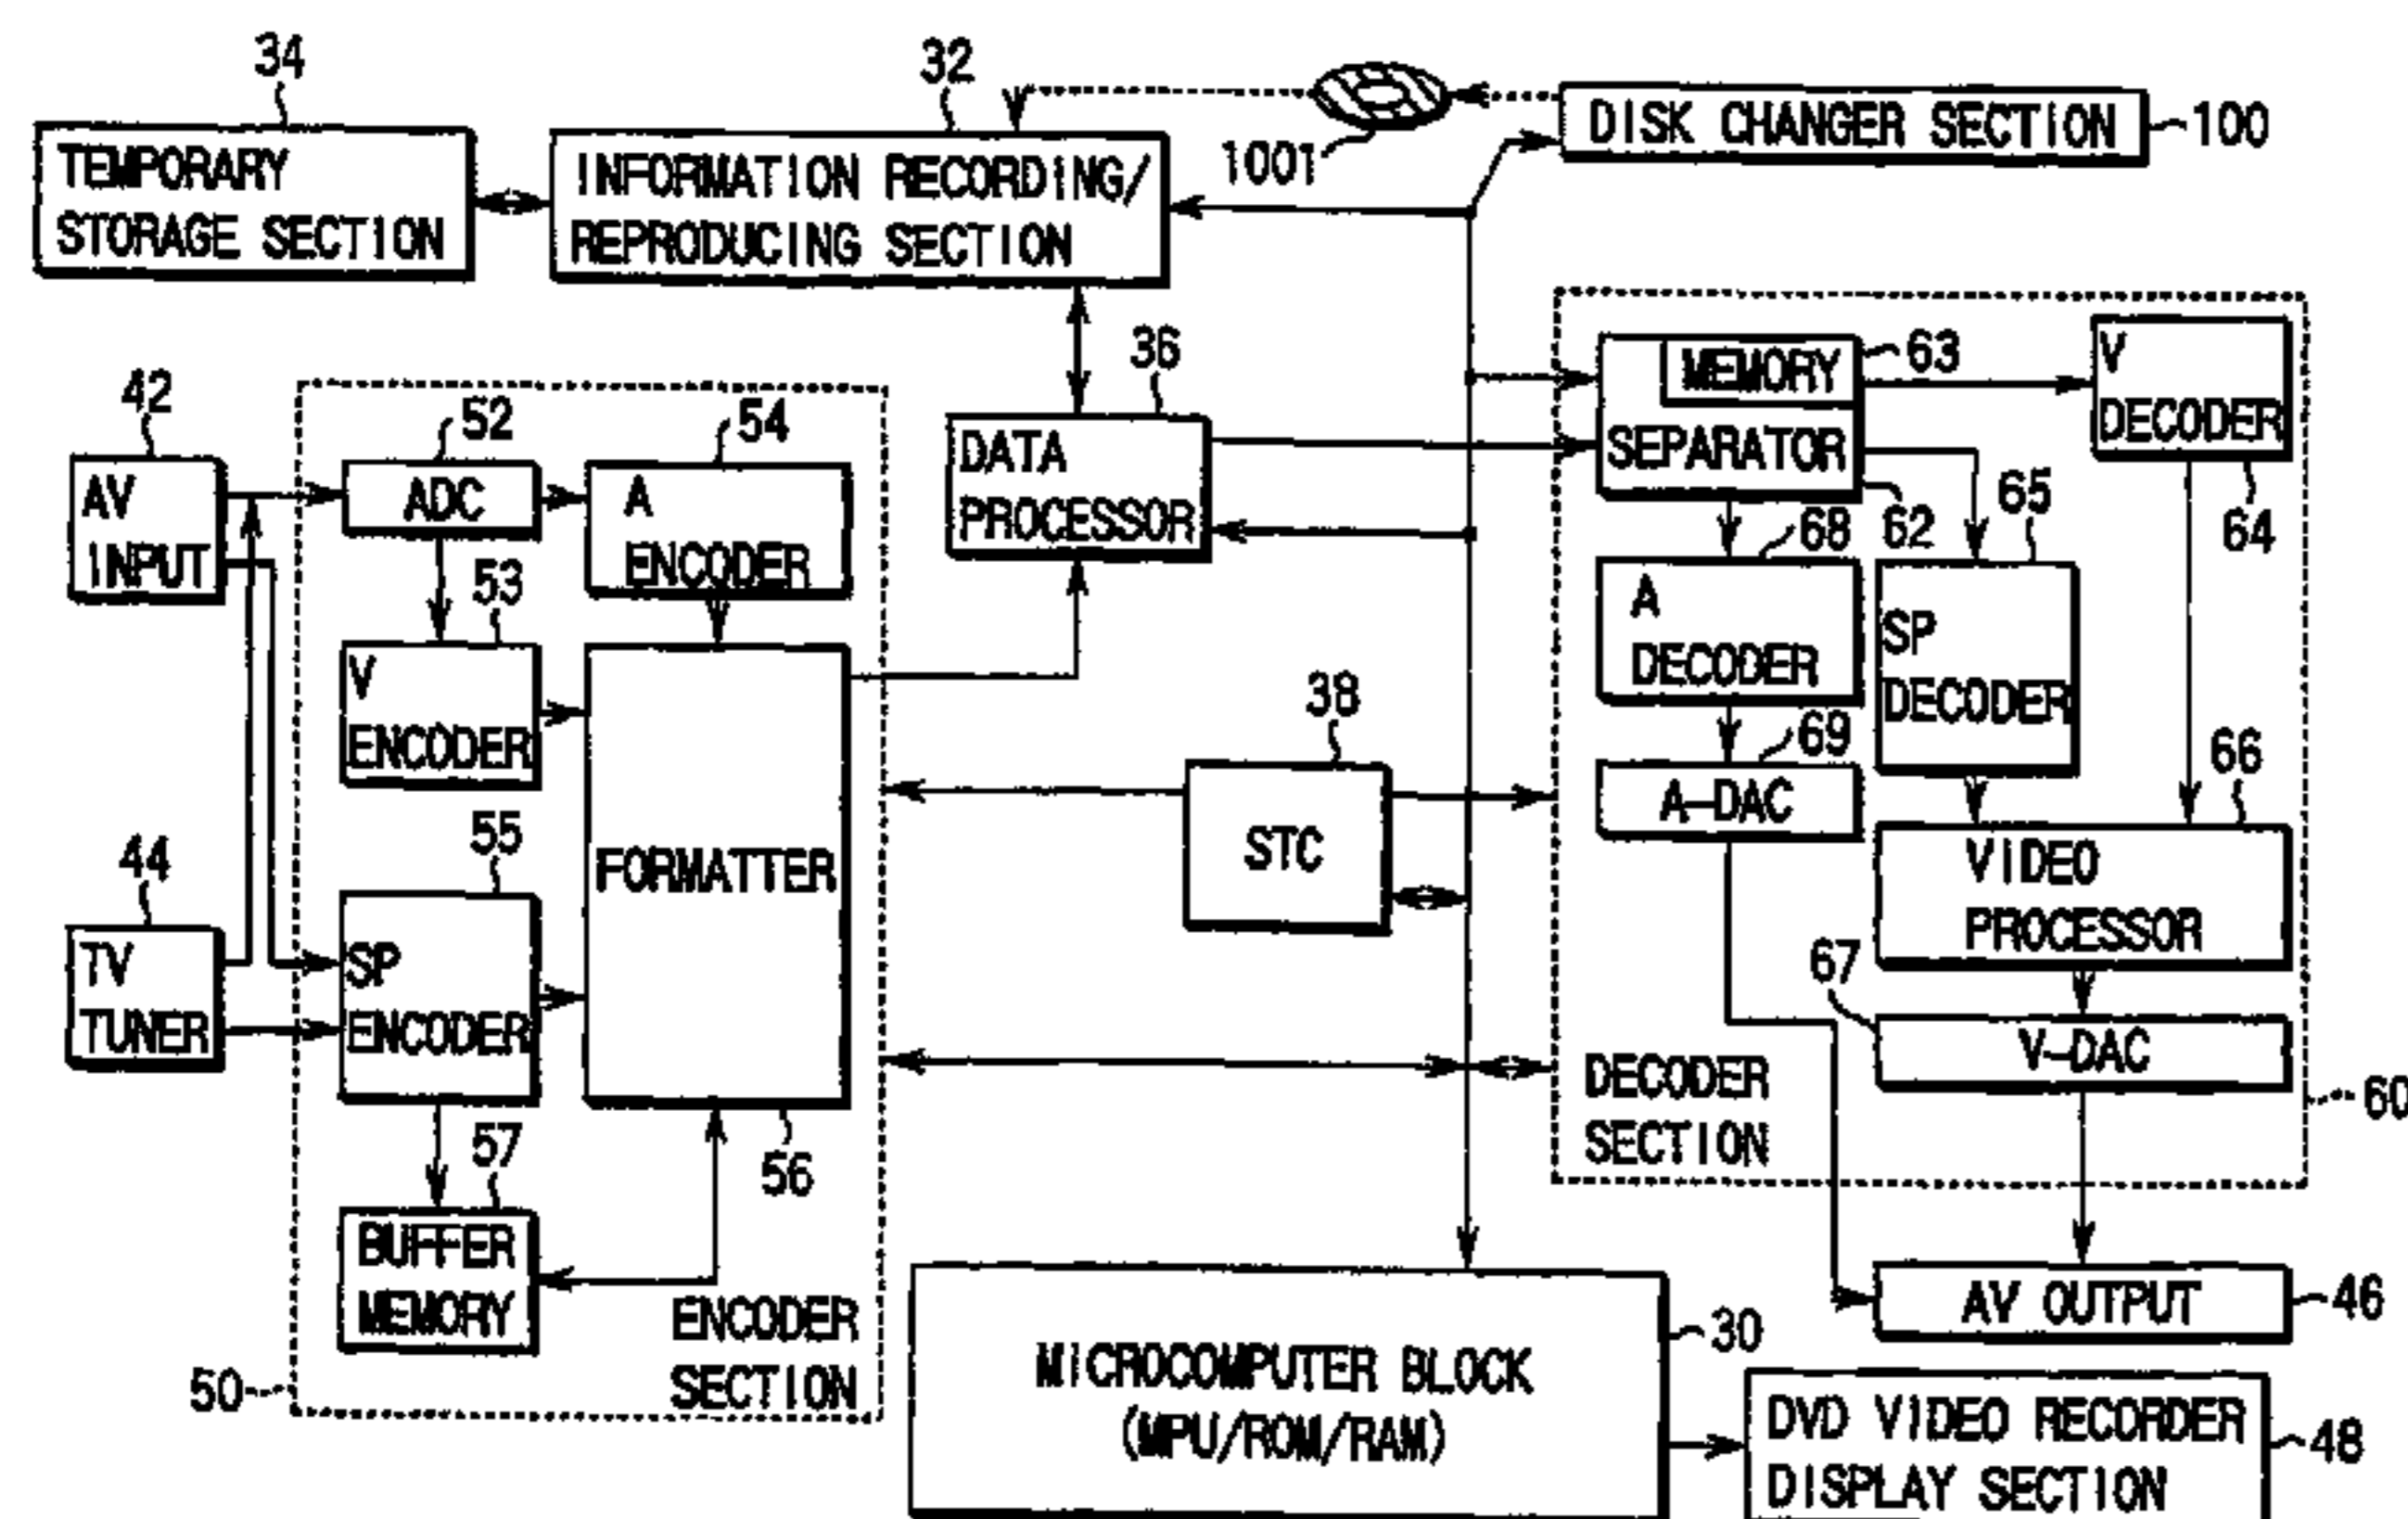 34
32
TEMPORARY
STORAGE SECTION
INFORMATION RECORDING/
REPRODUCING SECTION
1001
DISK CHANGER SECTION
100
42
AV
INPUT
44
TV
TUNER
52
ADC
54
A
ENCODER
53
V
ENCODER
55
SP
ENCODER
FORMATTER
56
57
BUFFER
MEMORY
ENCODER
SECTION
50
36
DATA
PROCESSOR
38
STC
MEMORY
63
SEPARATOR
62
V
DECODER
64
68
A
DECODER
65
SP
DECODER
69
A-DAC
66
VIDEO
PROCESSOR
67
V-DAC
DECODER
SECTION
60
AV OUTPUT
46
MICROCOMPUTER BLOCK
(MPU/ROM/RAM)
30
DVD VIDEO RECORDER
DISPLAY SECTION
48